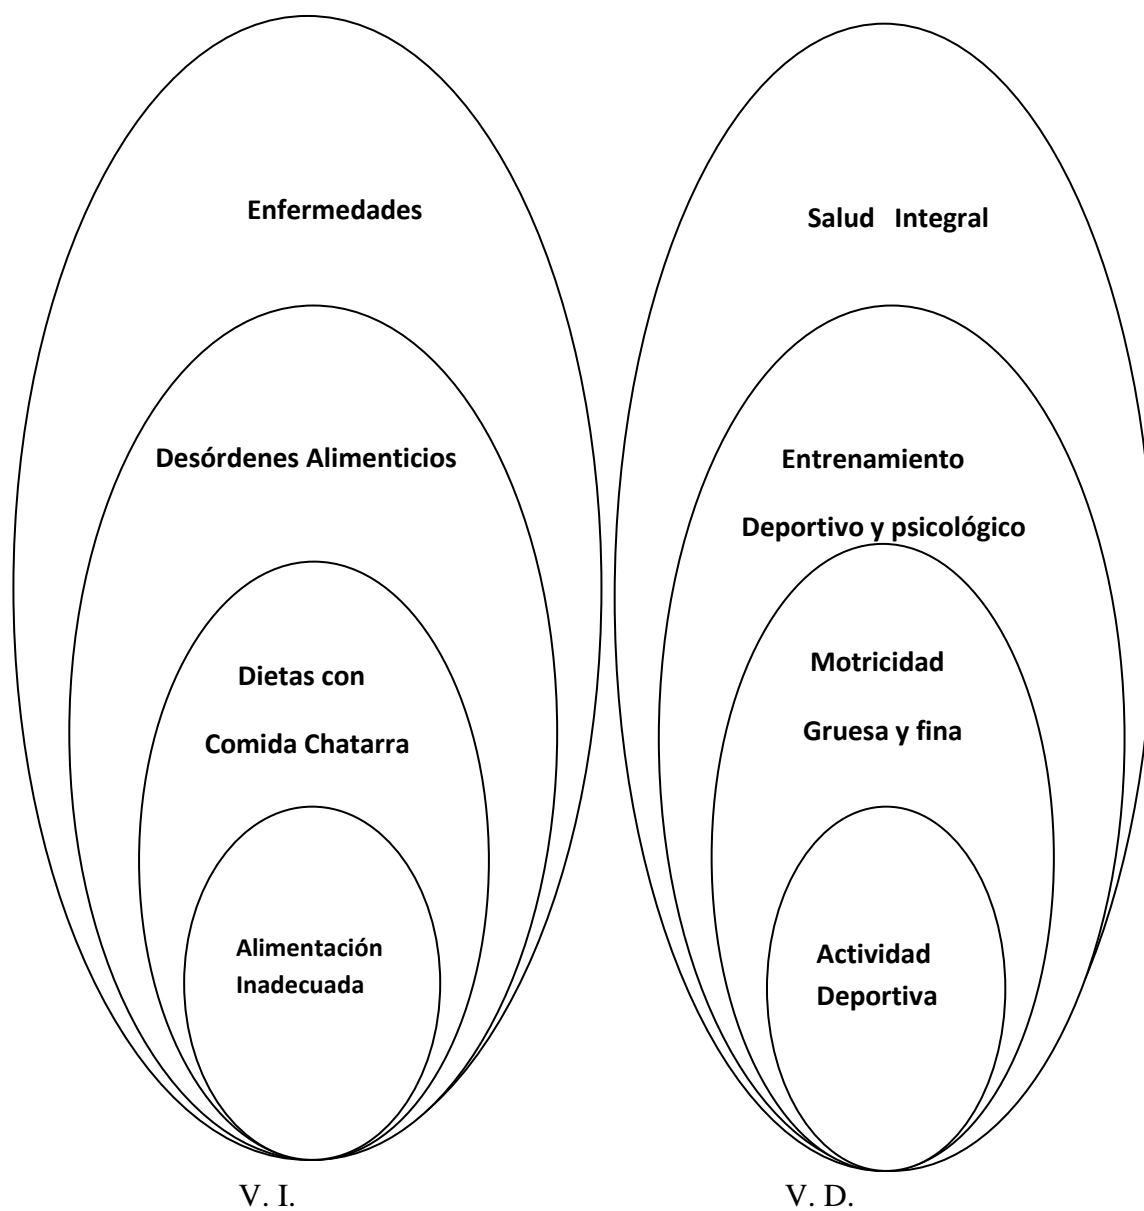 Enfermedades
Desórdenes Alimenticios
Dietas con
Comida Chatarra
Alimentación
Inadecuada
V. I.
Salud Integral
Entrenamiento
Deportivo y psicológico
Motricidad
Gruesa y fina
Actividad
Deportiva
V. D.